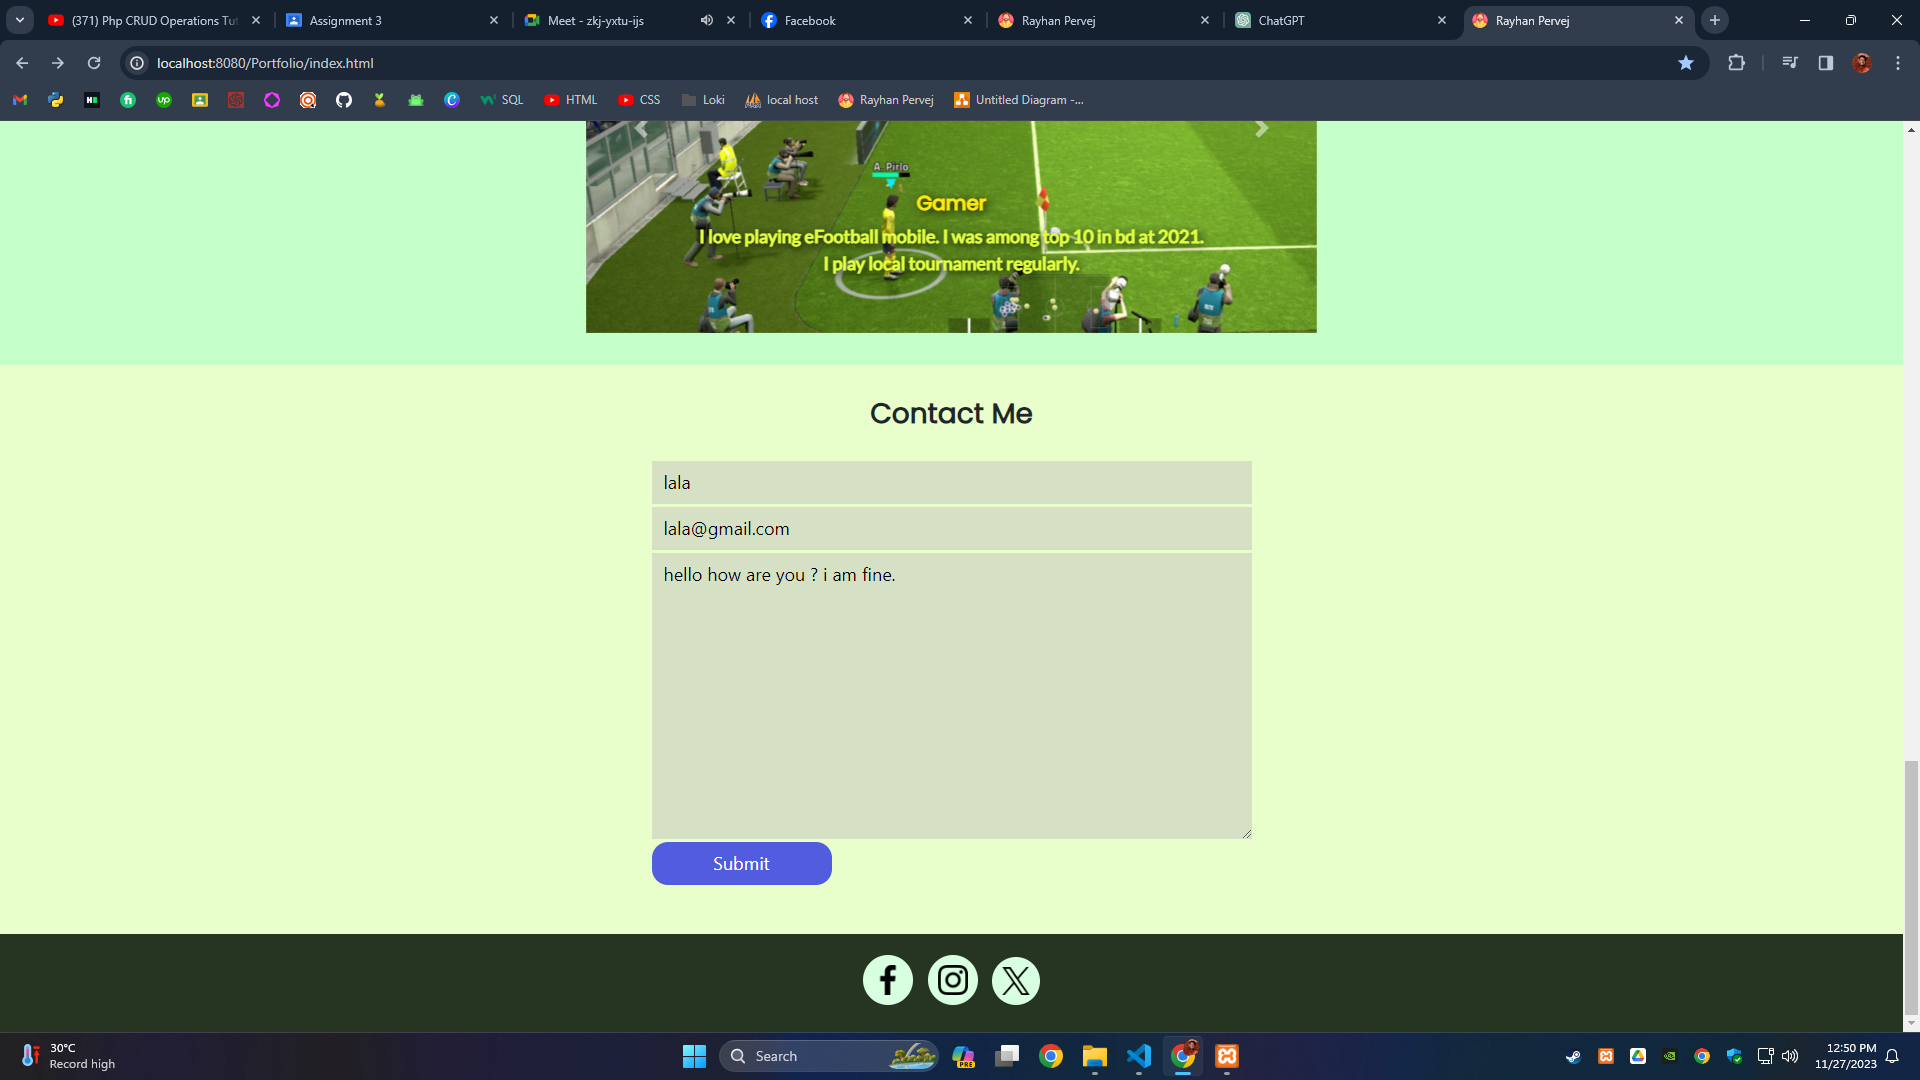 (371) Php CRUD Operations Tut
Assignment 3
Meet - zkj-yxtu-ijs
Facebook
Rayhan Pervej
ChatGPT
Rayhan Pervej
localhost:8080/Portfolio/index.html
SQL
HTML
CSS
Loki
local host
Rayhan Pervej
Untitled Diagram -...
A. Pirlo
Gamer
I love playing eFootball mobile. I was among top 10 in bd at 2021.
I play local tournament regularly.
Contact Me
lala
lala@gmail.com
hello how are you ? i am fine.
Submit
30°C
Record high
Search
PRE
12:50 PM
11/27/2023